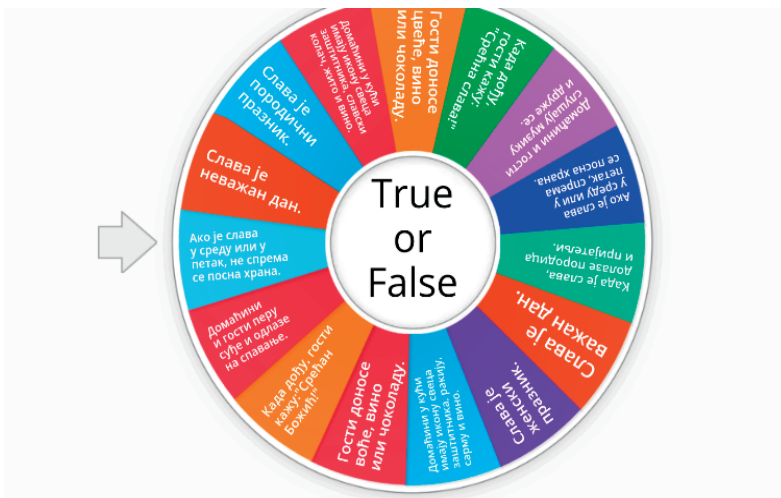 True
or
False
Ако је слава
у среду или у
петак, не спрема
се посна храна.
Слава је
неважан дан.
Слава је
породични
празник.
Домаћини у кући
имају икону свеца
заштитника, славски
колач, жито и вино.
Гости доносе
цвеће, вино
или чоколаду.
Када дођу,
гости кажу:
"Срећна слава!"
Домаћини и гости
слушају музику
и друже се.
Ако је слава
у среду или у
петак, спрема
се посна храна.
Када је слава,
долазе породица
и пријатељи.
Слава је
важан дан.
Слава је
женски
празник.
Домаћини у кући
имају икону свеца
заштитника, ракију,
сарму и вино.
Гости доносе
воће, вино
или чоколаду.
Када дођу, гости
кажу:"Срећан
Божић!"
Домаћини
и гости перу
суђе и одлазе
на спавање.